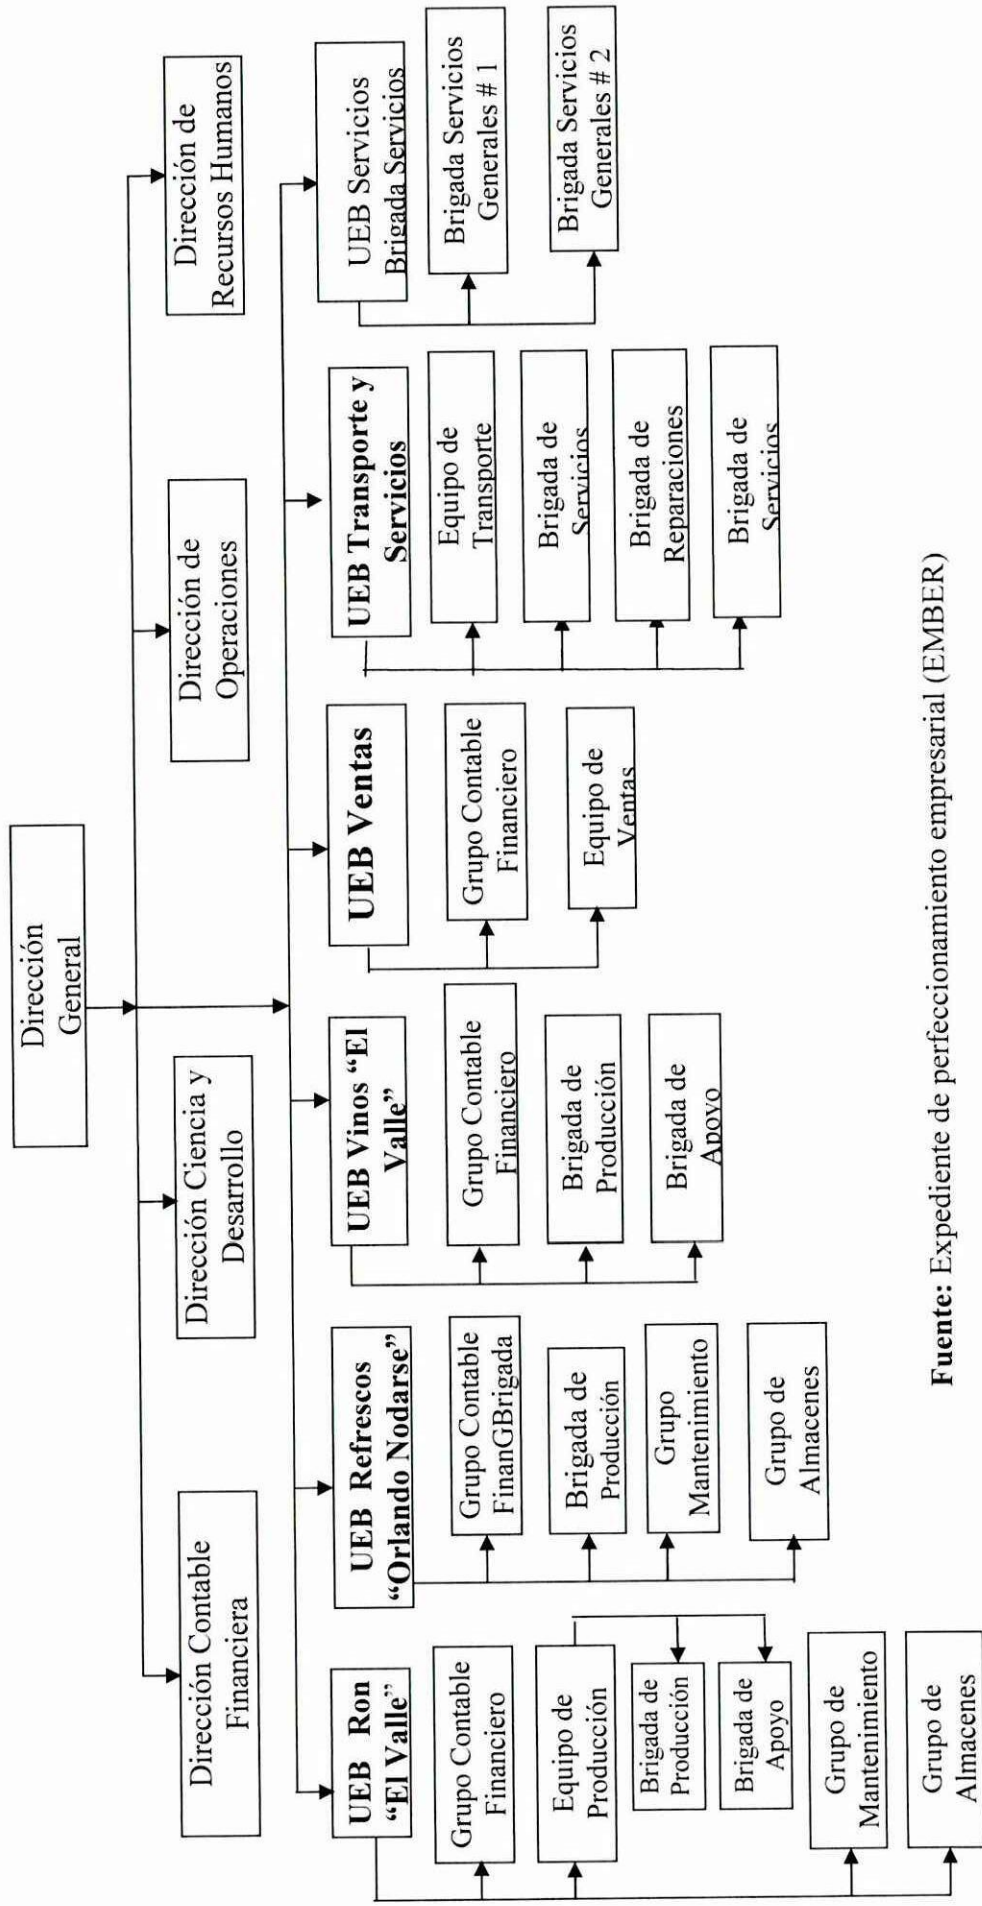 Dirección
General
Dirección Contable
Financiera
Dirección Ciencia y
Desarrollo
Dirección de
Operaciones
Dirección de
Recursos Humanos
UEB Ron
“El Valle”
Grupo Contable
Financiero
Equipo de
Producción
Brigada de
Producción
Brigada de
Apoyo
Grupo de
Mantenimiento
Grupo de
Almacenes
UEB Refrescos
“Orlando Nodarse”
Grupo Contable
FinanGBrigada
Brigada de
Producción
Grupo
Mantenimiento
Grupo de
Almacenes
UEB Vinos “El
Valle”
Grupo Contable
Financiero
Brigada de
Producción
Brigada de
Apoyo
UEB Ventas
Grupo Contable
Financiero
Equipo de
Ventas
UEB Transporte y
Servicios
Equipo de
Transporte
Brigada de
Servicios
Brigada de
Reparaciones
Brigada de
Servicios
UEB Servicios
Brigada Servicios
Brigada Servicios
Generales # 1
Brigada Servicios
Generales # 2
Fuente: Expediente de perfeccionamiento empresarial (EMBER)